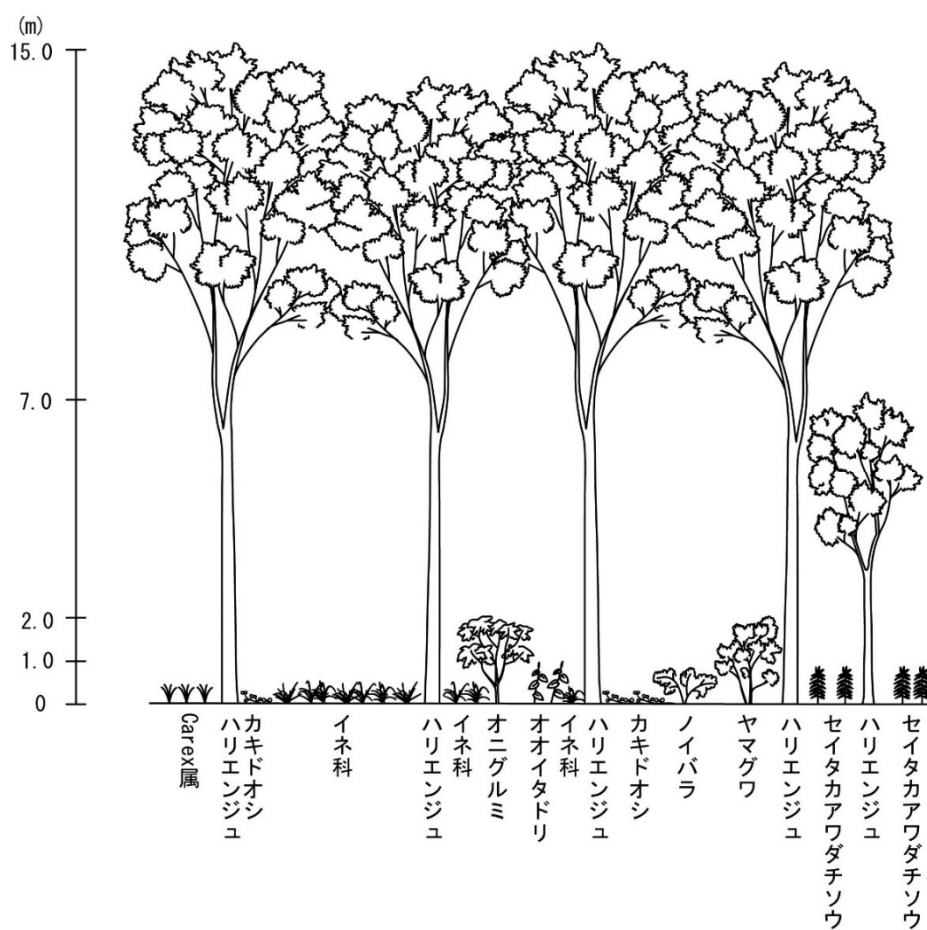 (m)
15.0
7.0
2.0
1.0
0
Carex属
ハリエンジュ
カキドオシ
イネ科
ハリエンジュ
イネ科
オニグルミ
オオイタドリ
イネ科
ハリエンジュ
カキドオシ
ノイバラ
ヤマグワ
ハリエンジュ
セイタカアワダチソウ
ハリエンジュ
セイタカアワダチソウ